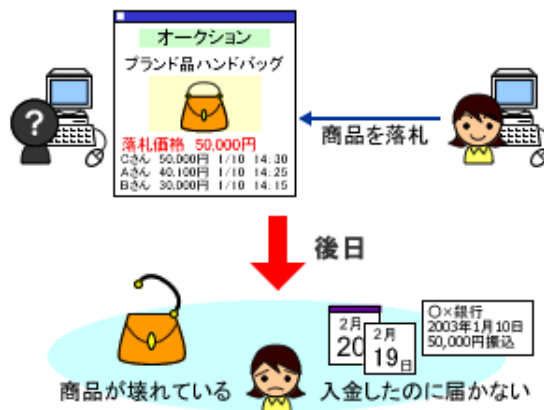 オークション
ブランド品ハンドバッグ
落札価格 50,000円
Cさん 50,000円 1/10 14:30
Aさん 40,100円 1/10 14:25
Bさん 30,000円 1/10 14:15
?
商品を落札
後日
2月
20
2月
19日
〇×銀行
2003年1月10日
50,000円振込
商品が壊れている
入金したのに届かない